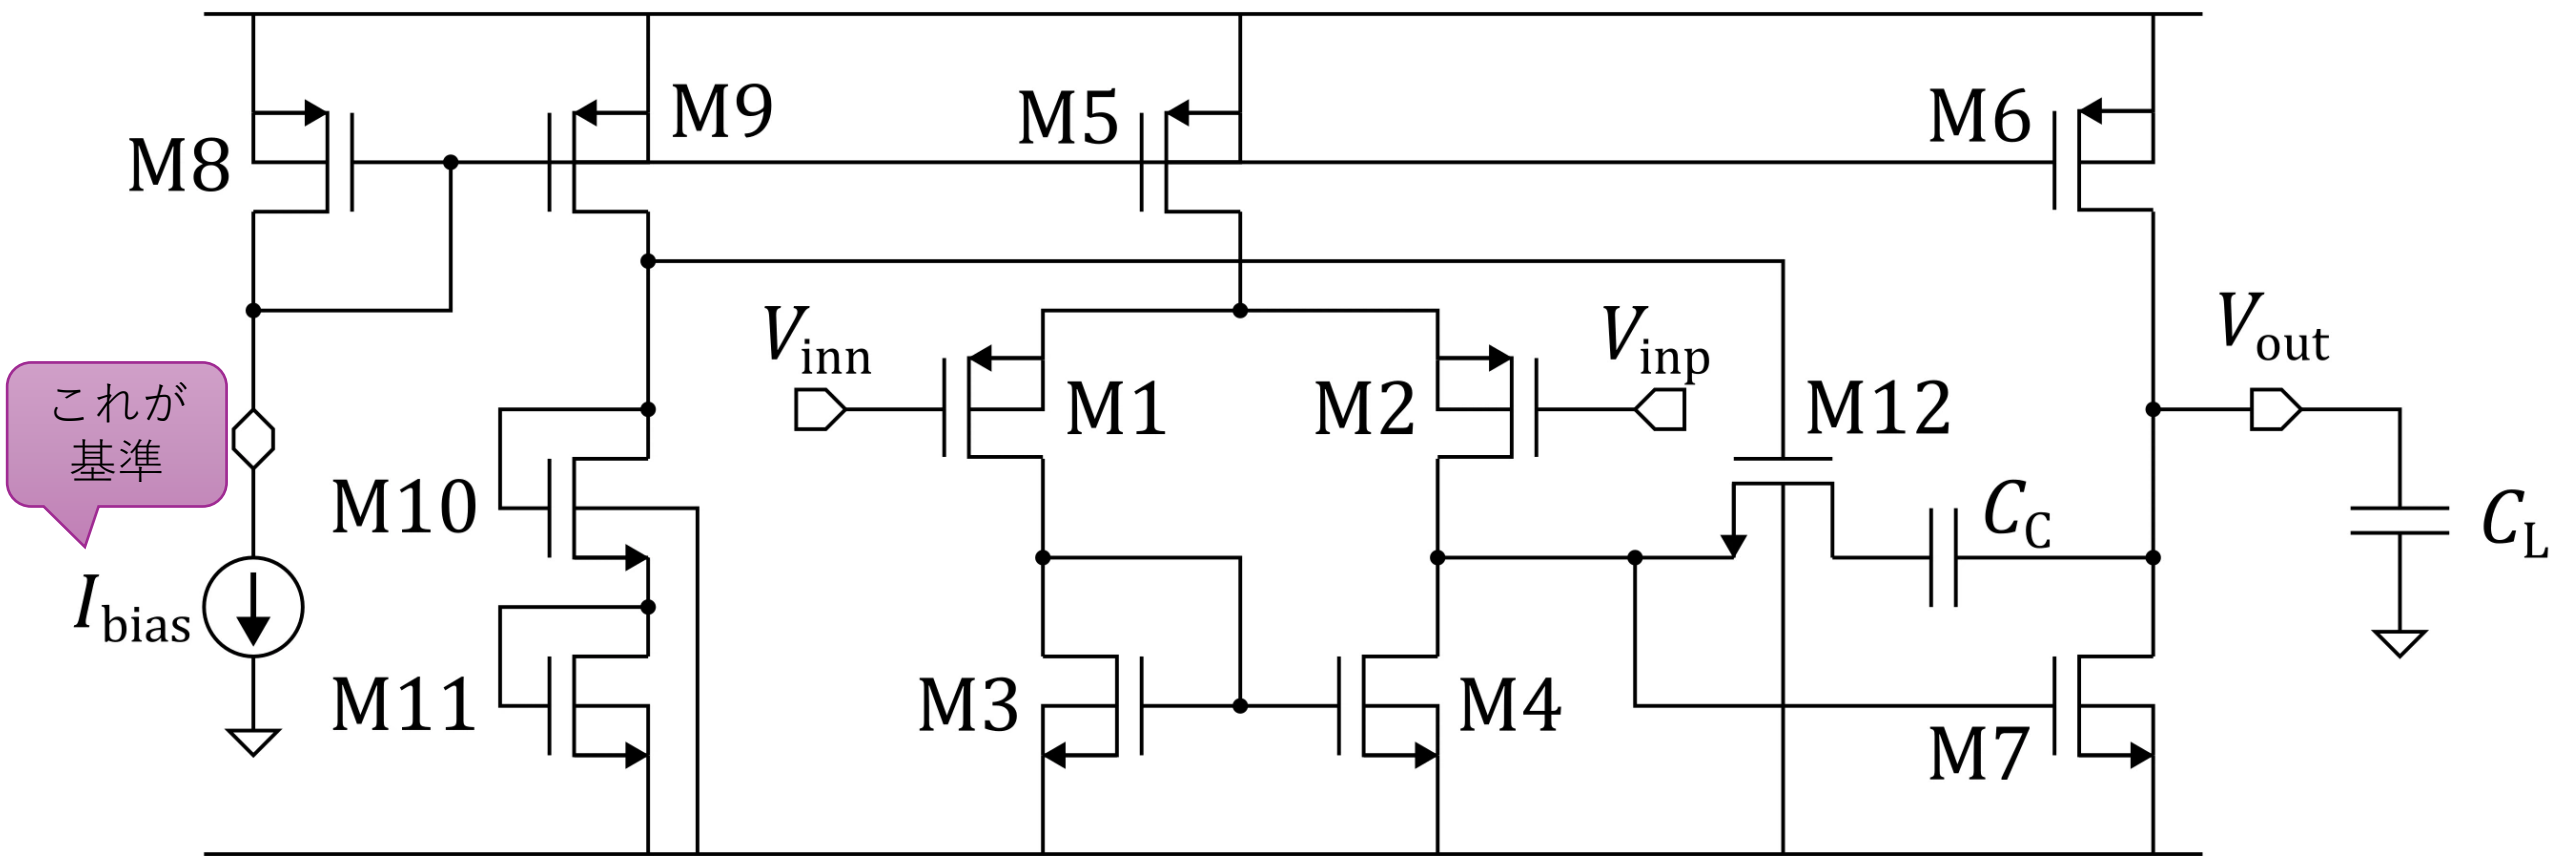 M8
M9
M5
M6
V_inn
V_inp
V_out
これが
基準
M1
M2
M12
M10
C_C
C_L
I_bias
M11
M3
M4
M7